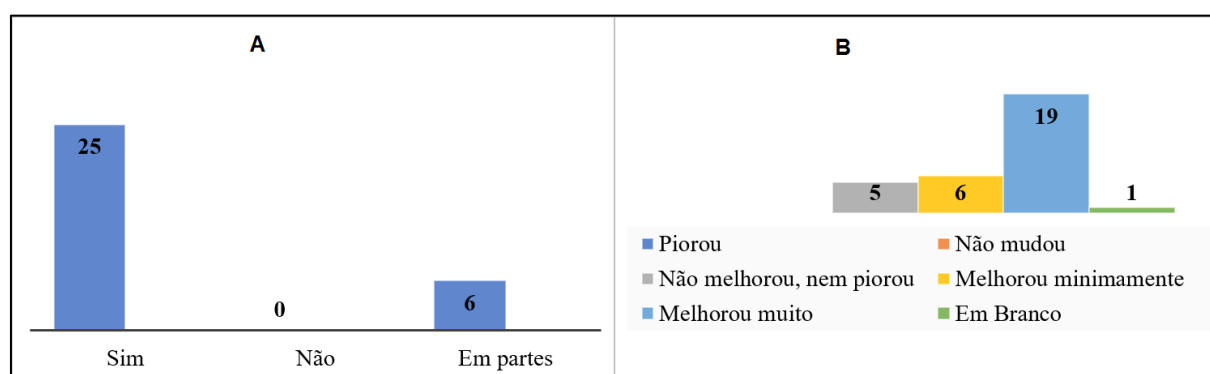 A
25
0
6
Sim Não Em partes
B
19
5 6 1
Piorou Não mudou
Não melhorou, nem piorou Melhorou minimamente
Melhorou muito Em Branco